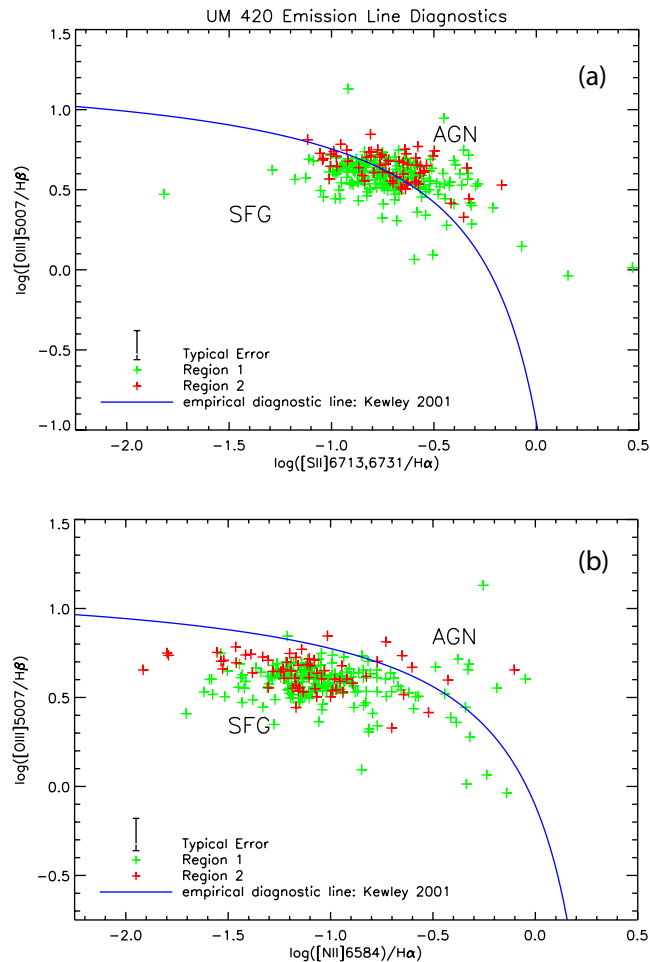 UM 420 Emission Line Diagnostics
1.5
(a)
1.0
AGN
0.5
SFG
log([OIII]5007/Hβ)
0.0
−0.5
Typical Error
Region 1
Region 2
empirical diagnostic line: Kewley 2001
−1.0
−2.0 −1.5 −1.0 −0.5 0.0 0.5
log([SII]6713,6731/Hα)
1.5
(b)
1.0
AGN
0.5
SFG
log([OIII]5007/Hβ)
0.0
−0.5
Typical Error
Region 1
Region 2
empirical diagnostic line: Kewley 2001
−2.0 −1.5 −1.0 −0.5 0.0 0.5
log([NII]6584)/Hα)